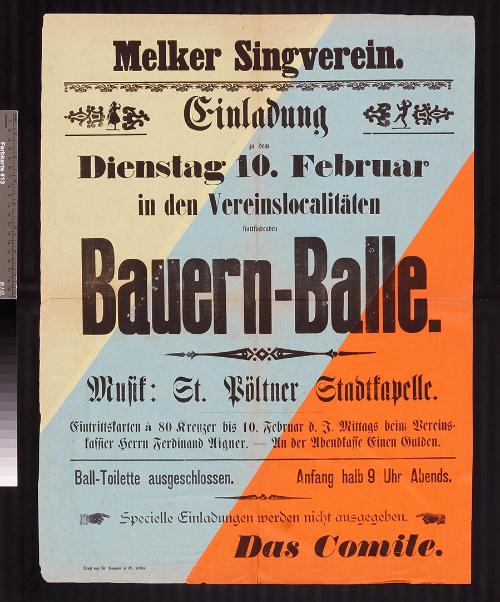 Melker Singverein.
Einladung
zu dem
Dienstag 10. Februar
in den Vereinslocalitäten
stattfindenden
Bauern-Balle.
Musik: St. Pöltner Stadtkapelle.
Eintrittskarten à 80 Kreuzer bis 10. Februar d. J. Mittags beim Vereins-
kassier Herrn Ferdinand Aigner. — An der Abendkasse Einen Gulden.
Ball-Toilette ausgeschlossen. Anfang halb 9 Uhr Abends.
Specielle Einladungen werden nicht ausgegeben.
Das Comite.
Farbkarte #13